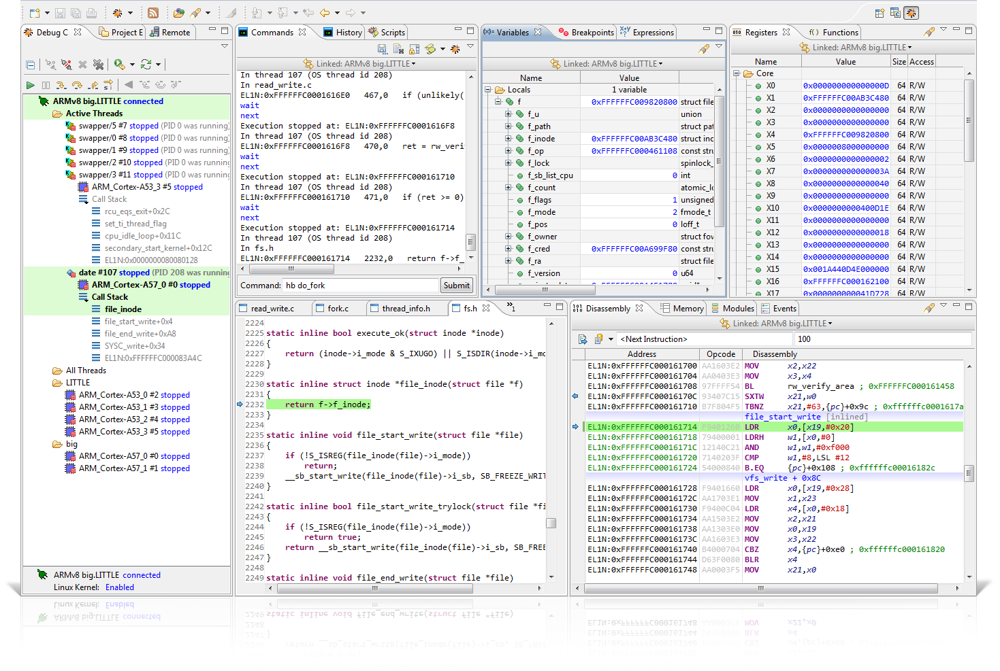 Debug C
Project E
Remote
ARMv8 big.LITTLE connected
Active Threads
swapper/5 #7 stopped (PID 0 was running)
swapper/0 #8 stopped (PID 0 was running)
swapper/1 #9 stopped (PID 0 was running)
swapper/2 #10 stopped (PID 0 was running
swapper/3 #11 stopped (PID 0 was running
ARM_Cortex-A53_3 #5 stopped
Call Stack
rcu_eqs_exit+0x2C
set_ti_thread_flag
cpu_idle_loop+0x11C
secondary_start_kernel+0x12C
EL1N:0x0000000080080128
date #107 stopped (PID 208 was running
ARM_Cortex-A57_0 #0 stopped
Call Stack
file_inode
file_start_write+0x4
file_end_write+0xA8
SYSC_write+0x34
EL1N:0xFFFFFFC000083A4C
All Threads
LITTLE
ARM_Cortex-A53_0 #2 stopped
ARM_Cortex-A53_1 #3 stopped
ARM_Cortex-A53_2 #4 stopped
ARM_Cortex-A53_3 #5 stopped
big
ARM_Cortex-A57_0 #0 stopped
ARM_Cortex-A57_1 #1 stopped
ARMv8 big.LITTLE connected
Linux Kernel: Enabled
Commands
History
Scripts
Linked: ARMv8 big.LITTLE
In thread 107 (OS thread id 208)
In read_write.c
EL1N:0xFFFFFFC0001616E0 467,0 if (unlikely(
wait
next
Execution stopped at: EL1N:0xFFFFFFC0001616F8
In thread 107 (OS thread id 208)
EL1N:0xFFFFFFC0001616F8 470,0 ret = rw_veri
wait
next
Execution stopped at: EL1N:0xFFFFFFC000161710
In thread 107 (OS thread id 208)
EL1N:0xFFFFFFC000161710 471,0 if (ret >= 0)
wait
next
Execution stopped at: EL1N:0xFFFFFFC000161714
In thread 107 (OS thread id 208)
In fs.h
EL1N:0xFFFFFFC000161714 2232,0 return f->f_
Command: hb do_fork Submit
Variables
Breakpoints
Expressions
Linked: ARMv8 big.LITTLE
Name Value
Locals 1 variable
f 0xFFFFFFC009820800 struct file
f_u union
f_path struct pat
f_inode 0xFFFFFFC00AB3C480 struct ino
f_op 0xFFFFFFC000461108 const stru
f_lock spinlock_
f_sb_list_cpu 0 int
f_count atomic_lo
f_flags 1 unsigned
f_mode 2 fmode_t
f_pos 0 loff_t
f_owner struct fow
f_cred 0xFFFFFFC00A699F80 const stru
f_ra struct file
f_version 0 u64
Registers
Functions
Linked: ARMv8 big.LITTLE
Name Value Size Access
Core
X0 0x000000000000000D 64 R/W
X1 0xFFFFFFC00AB3C480 64 R/W
X2 0x0000000000000000 64 R/W
X3 0x0000000000000000 64 R/W
X4 0xFFFFFFC009820800 64 R/W
X5 0x0000008000000000 64 R/W
X6 0x0000000000000002 64 R/W
X7 0x000000000000003A 64 R/W
X8 0x0000000000000040 64 R/W
X9 0x0000000000000000 64 R/W
X10 0x0000000000400D1E 64 R/W
X11 0x0000000000000000 64 R/W
X12 0x0000000000000018 64 R/W
X13 0x0000000000000000 64 R/W
X14 0x0000000000000000 64 R/W
X15 0x001A440D4E000000 64 R/W
X16 0xFFFFFFC000162100 64 R/W
X17 0x000000000041D728 64 R/W
read_write.c
fork.c
thread_info.h
fs.h
2224
2225 static inline bool execute_ok(struct inode *inode)
2226 {
2227 return (inode->i_mode & S_IXUGO) || S_ISDIR(inode->i_mo
2228 }
2229
2230 static inline struct inode *file_inode(struct file *f)
2231 {
2232 return f->f_inode;
2233 }
2234
2235 static inline void file_start_write(struct file *file)
2236 {
2237 if (!S_ISREG(file_inode(file)->i_mode))
2238 return;
2239 __sb_start_write(file_inode(file)->i_sb, SB_FREEZE_WRIT
2240 }
2241
2242 static inline bool file_start_write_trylock(struct file *fi
2243 {
2244 if (!S_ISREG(file_inode(file)->i_mode))
2245 return true;
2246 return __sb_start_write(file_inode(file)->i_sb, SB_FREE
2247 }
2248
2249 static inline void file_end_write(struct file *file)
Disassembly
Memory
Modules
Events
Linked: ARMv8 big.LITTLE
<Next Instruction> 100
Address Opcode Disassembly
EL1N:0xFFFFFFC000161700 AA1603E2 MOV x2,x22
EL1N:0xFFFFFFC000161704 AA0403E3 MOV x3,x4
EL1N:0xFFFFFFC000161708 97FFFF54 BL rw_verify_area ; 0xFFFFFFC000161458
EL1N:0xFFFFFFC00016170C 93407C15 SXTW x21,w0
EL1N:0xFFFFFFC000161710 B7F804F5 TBNZ x21,#63,{pc}+0x9c ; 0xffffffc0001617a
file_start_write [inlined]
EL1N:0xFFFFFFC000161714 F9401260 LDR x0,[x19,#0x20]
EL1N:0xFFFFFFC000161718 79400001 LDRH w1,[x0,#0]
EL1N:0xFFFFFFC00016171C 12140C21 AND w1,w1,#0xf000
EL1N:0xFFFFFFC000161720 7140203F CMP w1,#8,LSL #12
EL1N:0xFFFFFFC000161724 54000840 B.EQ {pc}+0x108 ; 0xffffffc00016182c
vfs_write + 0x8C
EL1N:0xFFFFFFC000161728 F9401660 LDR x0,[x19,#0x28]
EL1N:0xFFFFFFC00016172C AA1703E1 MOV x1,x23
EL1N:0xFFFFFFC000161730 F9400C04 LDR x4,[x0,#0x18]
EL1N:0xFFFFFFC000161734 AA1503E2 MOV x2,x21
EL1N:0xFFFFFFC000161738 AA1303E0 MOV x0,x19
EL1N:0xFFFFFFC00016173C AA1603E3 MOV x3,x22
EL1N:0xFFFFFFC000161740 B4000704 CBZ x4,{pc}+0xe0 ; 0xffffffc000161820
EL1N:0xFFFFFFC000161744 D63F0080 BLR x4
EL1N:0xFFFFFFC000161748 AA0003F5 MOV x21,x0